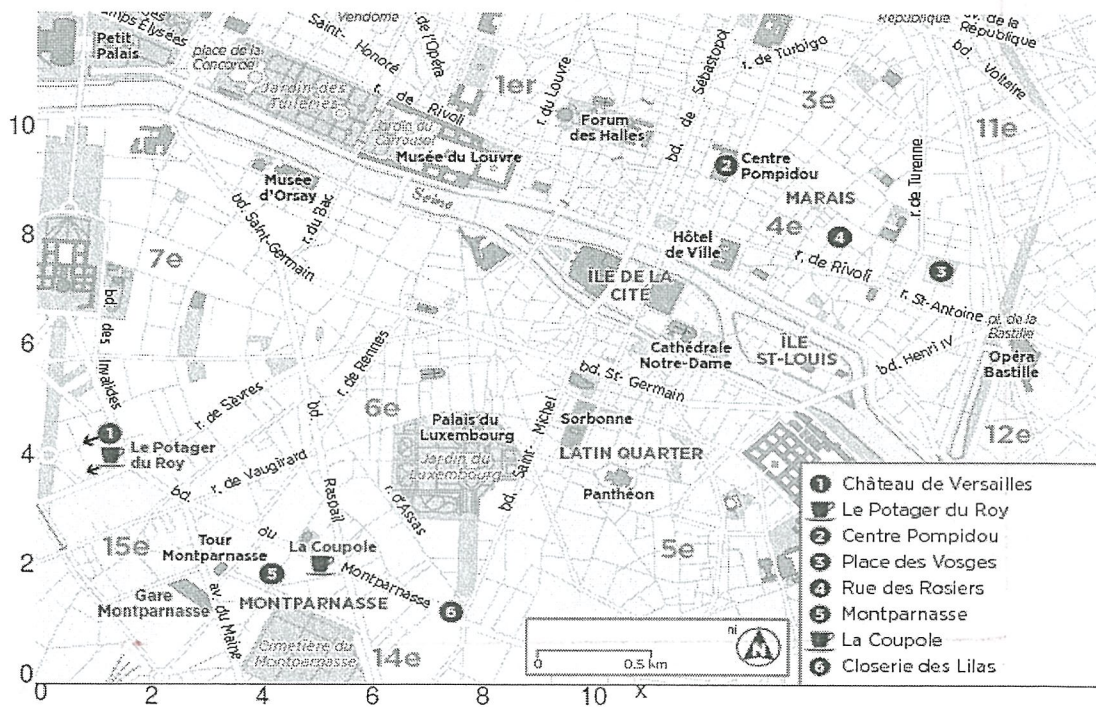 amps Élysées
Petit
Palais
place de la
Concorde
Vendome
Saint-
Honoré
de l'Opéra
Jardin des
Tuileries
r. de Rivoli
Jardin du
Carrousel
Musée du Louvre
1er
r. du Louvre
Forum
des Halles
bd. de Sébastopol
r. de Turbigo
3e
République
av. de la
République
bd. Voltaire
11e
10
2
Centre
Pompidou
MARAIS
r. de Turenne
Musée
d'Orsay
Seine
bd. Saint-Germain
r. du Bac
8
7e
Hôtel
de Ville
4e
4
r. de Rivoli
3
r. St-Antoine
ÎLE DE LA
CITÉ
6
bd. des Invalides
r. de Rennes
Cathédrale
Notre-Dame
ÎLE
ST-LOUIS
bd. Henri IV
pl. de la
Bastille
Opéra
Bastille
r. de Sèvres
bd. St- Germain
6e
Palais du
Luxembourg
Jardin du
Luxembourg
bd. Saint- Michel
Sorbonne
LATIN QUARTER
Panthéon
12e
4
1
Le Potager
du Roy
r. de Vaugirard
bd.
bd.
Raspail
r. d'Assas
15e
Tour
Montparnasse
du
La Coupole
Montparnasse
5
2
5e
Gare
Montparnasse
av. du Maine
MONTPARNASSE
6
Cimetière du
Montparnasse
14e
0
ni
N
0
0.5 km
1 Château de Versailles
Le Potager du Roy
2 Centre Pompidou
3 Place des Vosges
4 Rue des Rosiers
5 Montparnasse
La Coupole
6 Closerie des Lilas
0 2 4 6 8 10 X